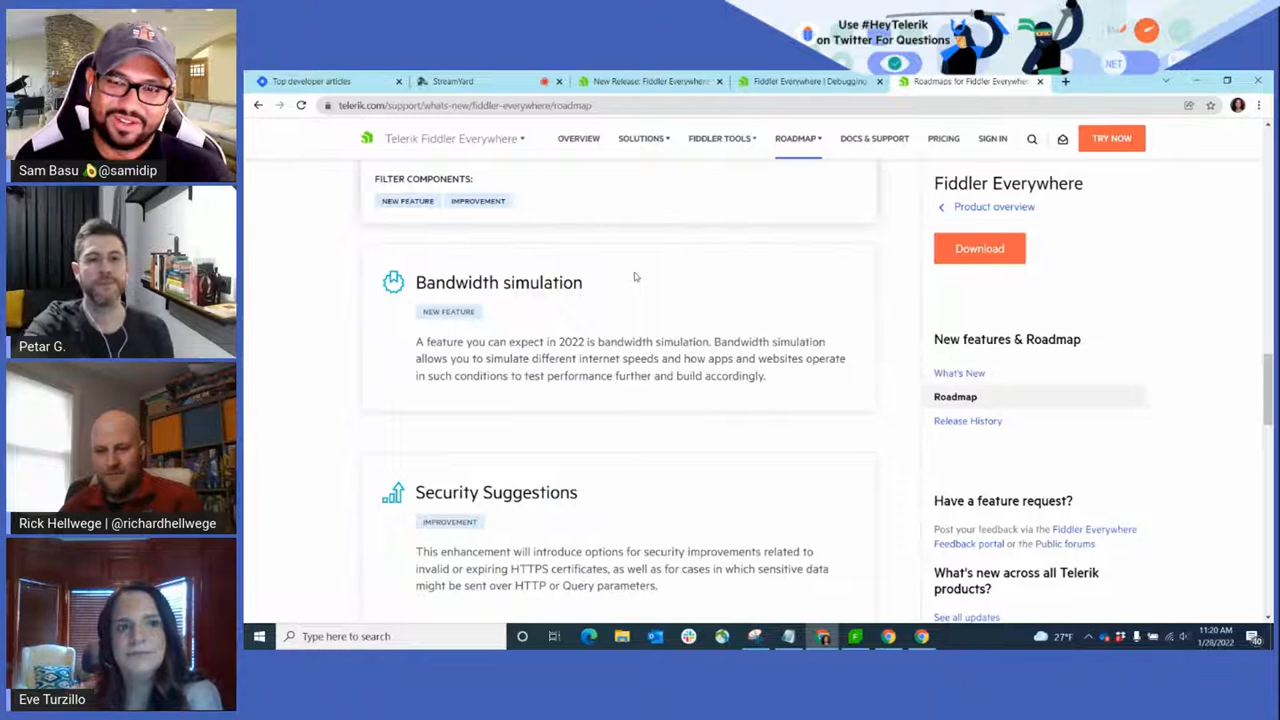 Sam Basu 🥑@samidip
Petar G.
Rick Hellwege | @richardhellwege
Eve Turzillo
Use #HeyTelerik
on Twitter For Questions
.NET
Top developer articles
StreamYard
New Release: Fiddler Everywhere
Fiddler Everywhere | Debugging
Roadmaps for Fiddler Everywhere
telerik.com/support/whats-new/fiddler-everywhere/roadmap
Telerik Fiddler Everywhere
OVERVIEW
SOLUTIONS
FIDDLER TOOLS
ROADMAP
DOCS & SUPPORT
PRICING
SIGN IN
TRY NOW
FILTER COMPONENTS:
NEW FEATURE
IMPROVEMENT
Bandwidth simulation
NEW FEATURE
A feature you can expect in 2022 is bandwidth simulation. Bandwidth simulation
allows you to simulate different internet speeds and how apps and websites operate
in such conditions to test performance further and build accordingly.
Security Suggestions
IMPROVEMENT
This enhancement will introduce options for security improvements related to
invalid or expiring HTTPS certificates, as well as for cases in which sensitive data
might be sent over HTTP or Query parameters.
Fiddler Everywhere
Product overview
Download
New features & Roadmap
What's New
Roadmap
Release History
Have a feature request?
Post your feedback via the Fiddler Everywhere
Feedback portal or the Public forums
What's new across all Telerik
products?
See all updates
Type here to search
27°F
11:20 AM
1/28/2022
40